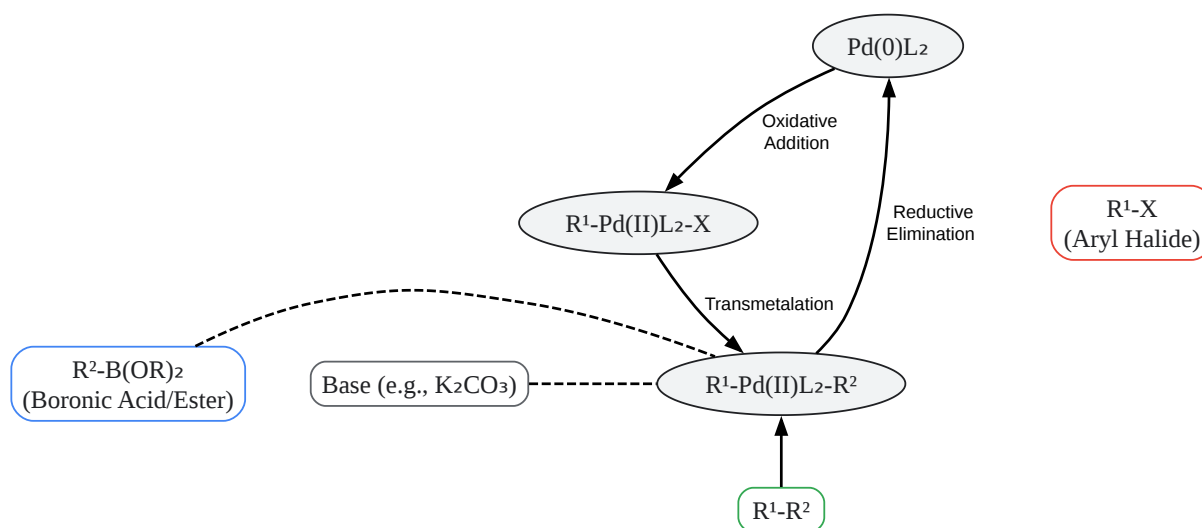 Pd(0)L₂
Oxidative
Addition
R¹-Pd(II)L₂-X
Reductive
Elimination
R¹-X
(Aryl Halide)
Transmetalation
R²-B(OR)₂
(Boronic Acid/Ester)
Base (e.g., K₂CO₃)
R¹-Pd(II)L₂-R²
R¹-R²